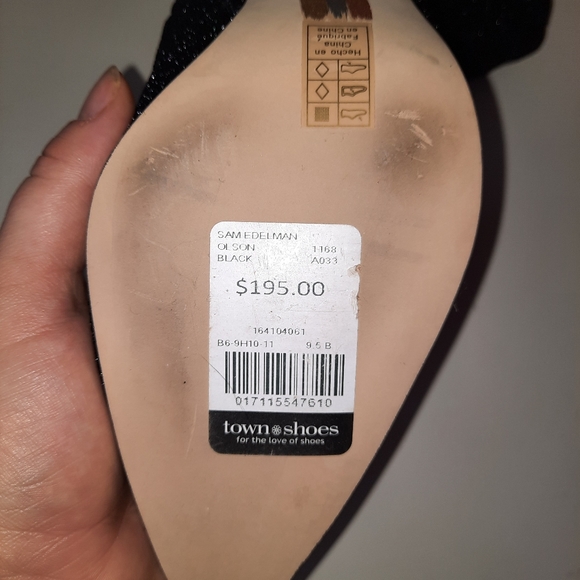 Hecho en
China
Fabriqué
en Chine
SAM EDELMAN
OLSON 1168
BLACK A033
$195.00
164104061
B6-9H10-11 9.5 B
017115547610
town shoes
for the love of shoes